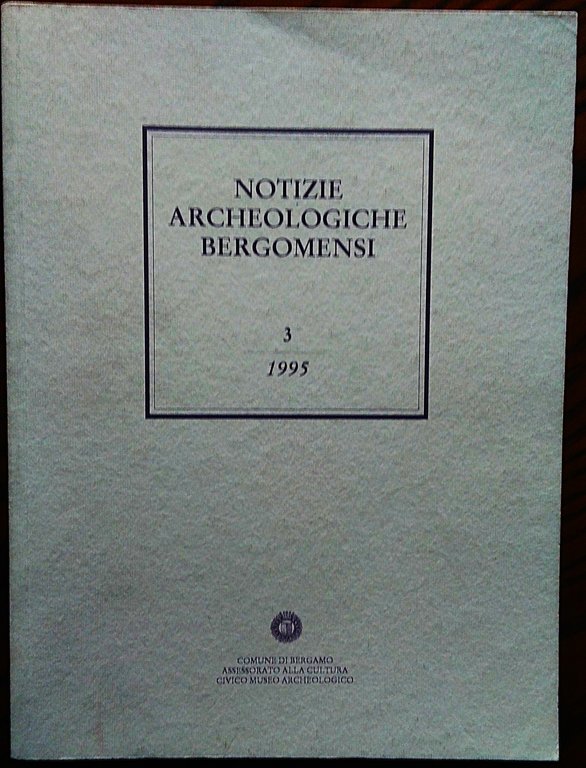 NOTIZIE
ARCHEOLOGICHE
BERGOMENSI
3
1995
COMUNE DI BERGAMO
ASSESSORATO ALLA CULTURA
CIVICO MUSEO ARCHEOLOGICO